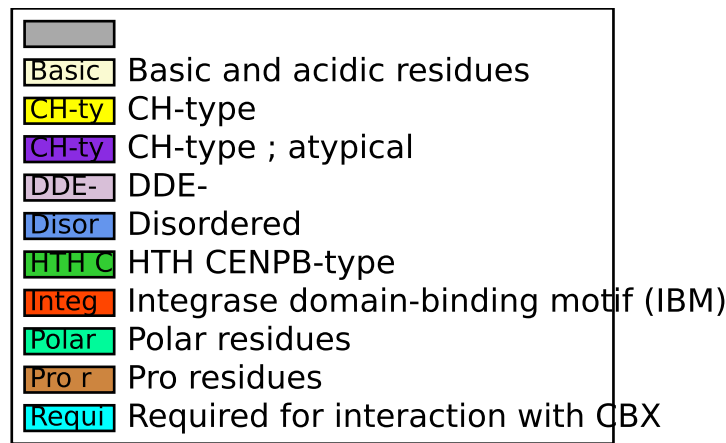 Basic Basic and acidic residues
CH-ty CH-type
CH-ty CH-type ; atypical
DDE- DDE-
Disor Disordered
HTH C HTH CENPB-type
Integ Integrase domain-binding motif (IBM)
Polar Polar residues
Pro r Pro residues
Requi Required for interaction with CBX